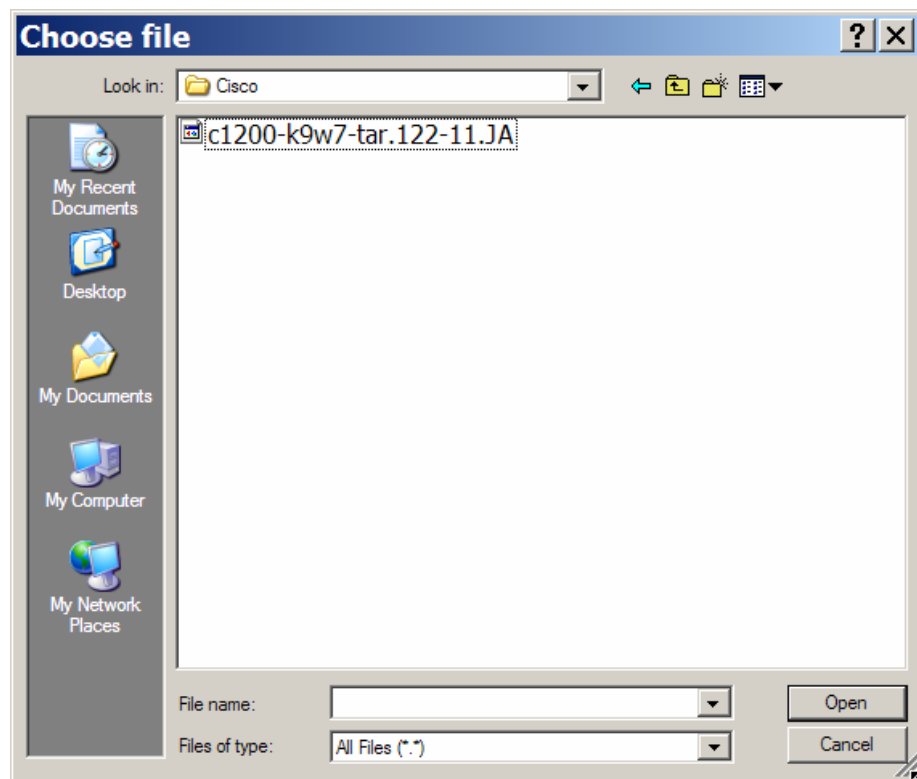 Choose file
Look in: Cisco
c1200-k9w7-tar.122-11.JA
My Recent
Documents
Desktop
My Documents
My Computer
My Network
Places
File name:
Open
Files of type: All Files (*.*)
Cancel